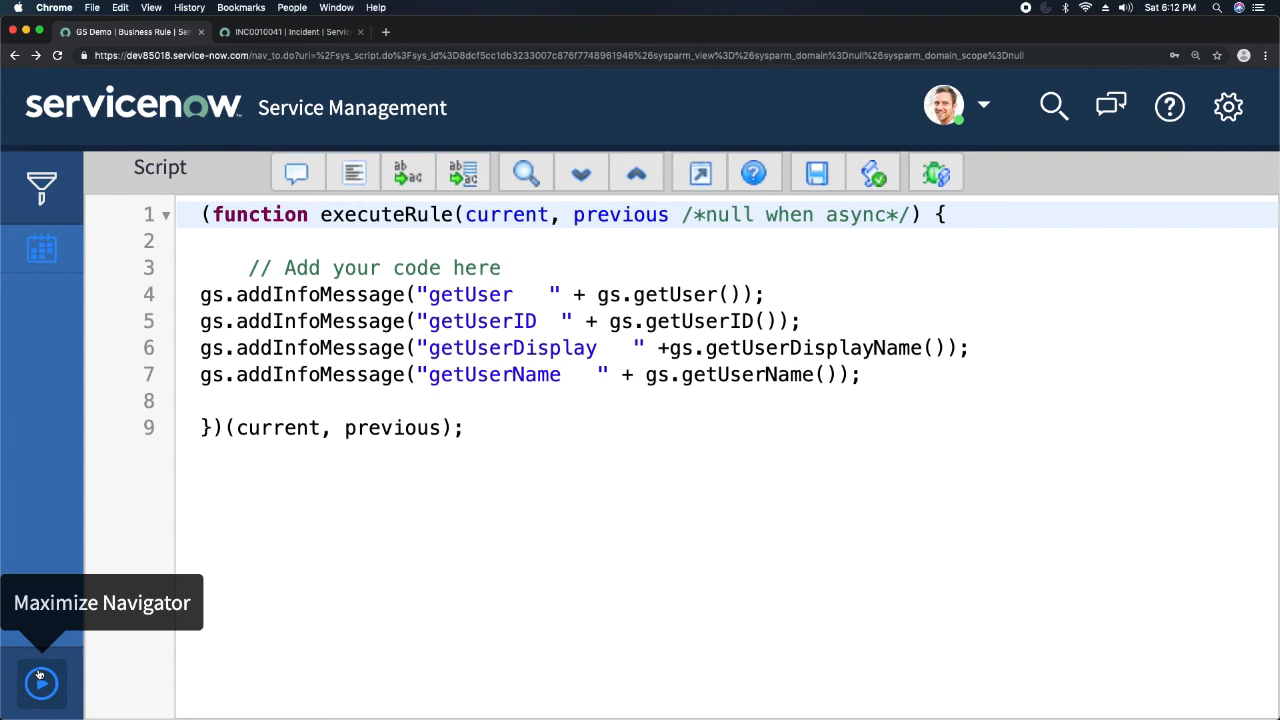 Chrome File Edit View History Bookmarks People Window Help Sat 6:12 PM
GS Demo | Business Rule | Ser × INC0010041 | Incident | Servic × +
https://dev85018.service-now.com/nav_to.do?uri=%2Fsys_script.do%3Fsys_id%3D8dcf5cc1db3233007c876f7748961946%26sysparm_view%3D%26sysparm_domain%3Dnull%26sysparm_domain_scope%3Dnull
servicenow Service Management
Script
1 (function executeRule(current, previous /*null when async*/) {
2
3 // Add your code here
4 gs.addInfoMessage("getUser   " + gs.getUser());
5 gs.addInfoMessage("getUserID  " + gs.getUserID());
6 gs.addInfoMessage("getUserDisplay   " +gs.getUserDisplayName());
7 gs.addInfoMessage("getUserName   " + gs.getUserName());
8
9 })(current, previous);
Maximize Navigator